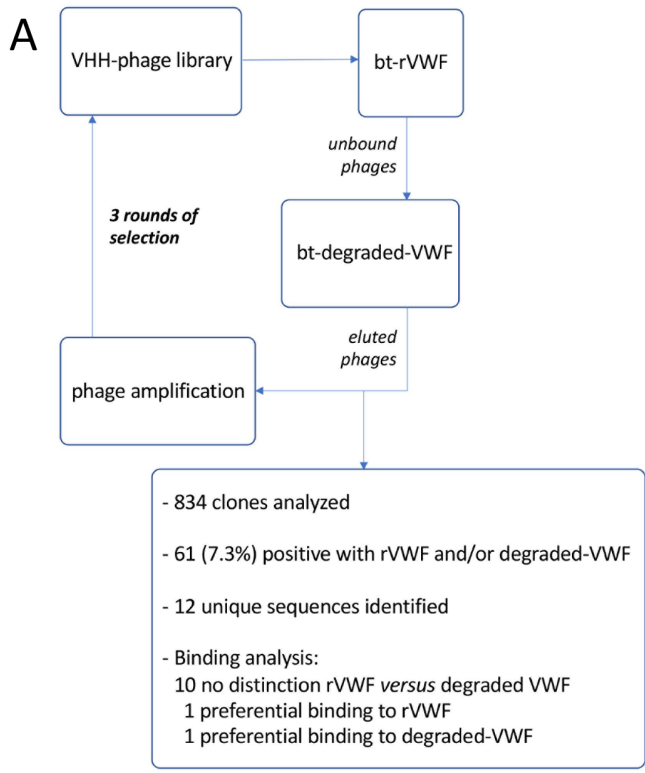 A
VHH-phage library
bt-rVWF
unbound
phages
3 rounds of
selection
bt-degraded-VWF
eluted
phages
phage amplification
- 834 clones analyzed
- 61 (7.3%) positive with rVWF and/or degraded-VWF
- 12 unique sequences identified
- Binding analysis:
10 no distinction rVWF versus degraded VWF
1 preferential binding to rVWF
1 preferential binding to degraded-VWF